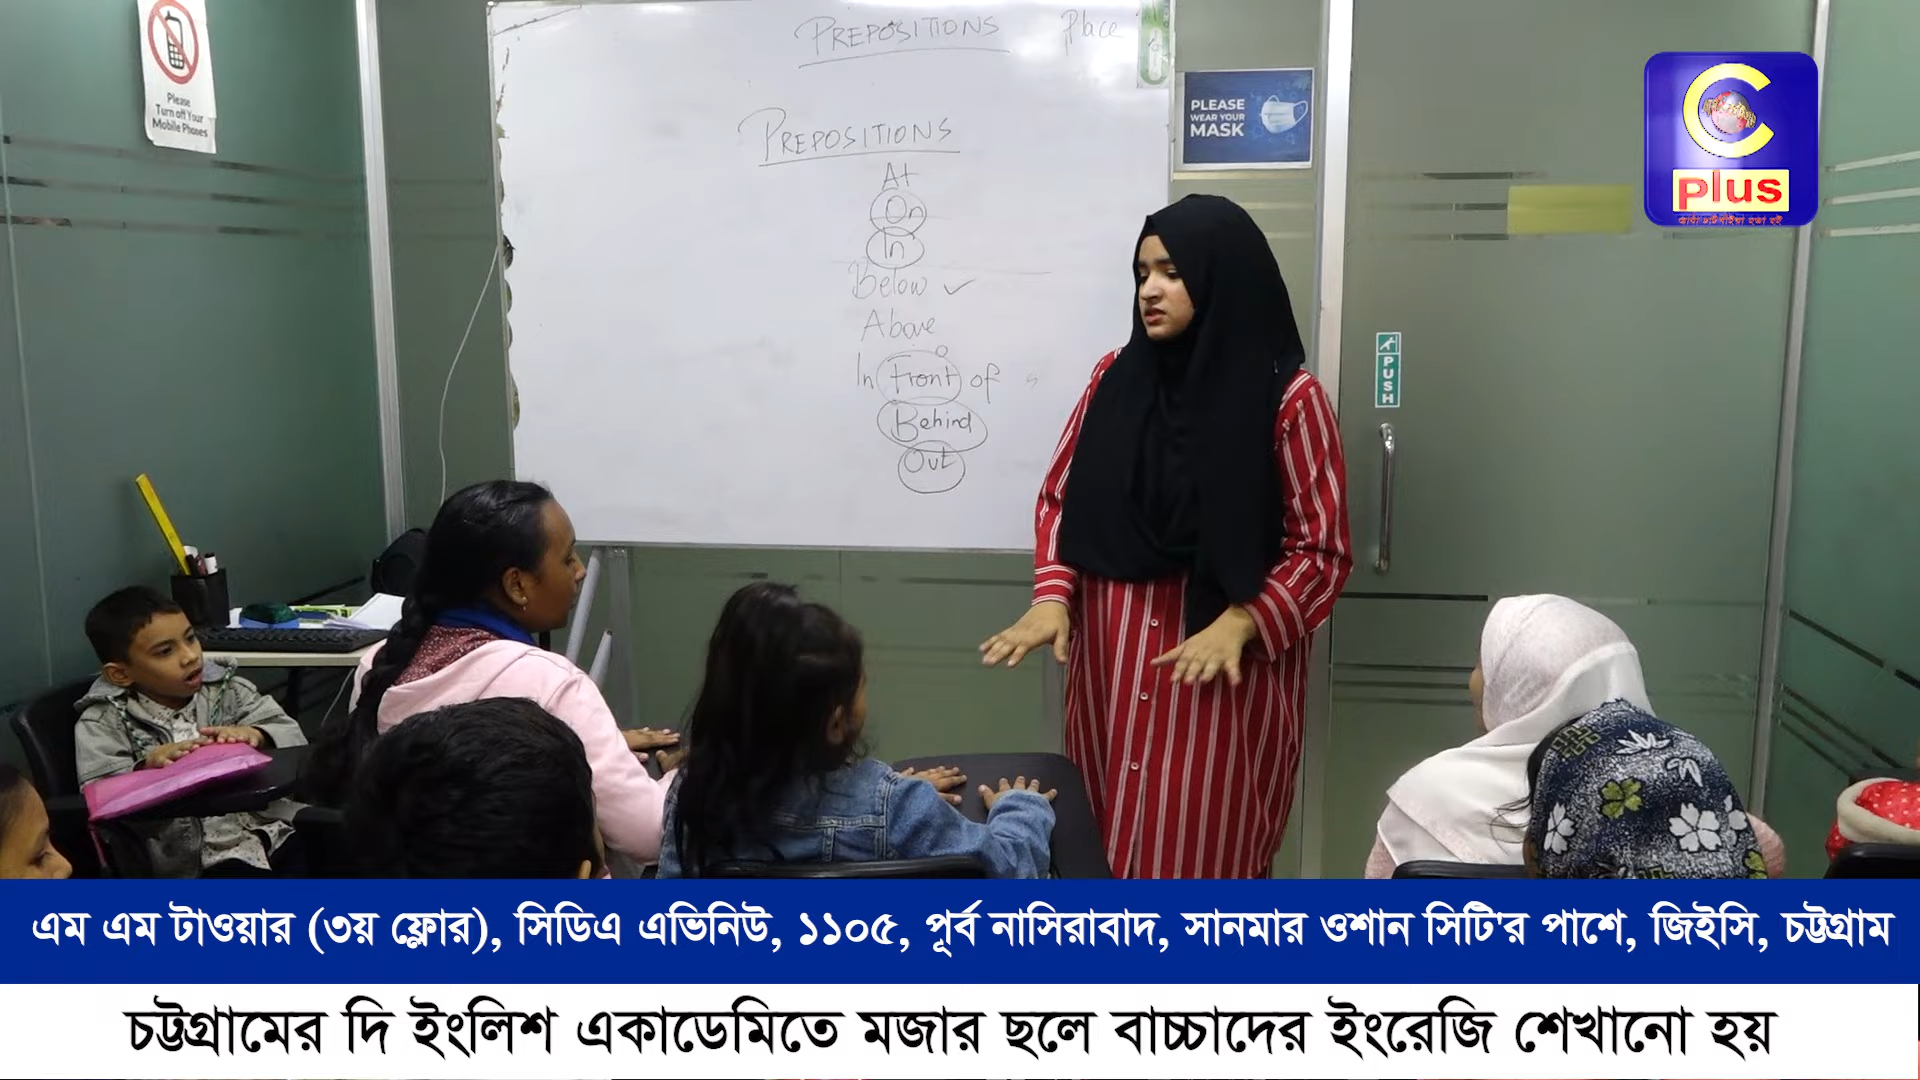 PREPOSITIONS Place
PREPOSITIONS
At
On
In
Below ✓
Above
In Front of
Behind
Out
Please
Turn off Your
Mobile Phones
PLEASE
WEAR YOUR
MASK
PUSH
C
plus
এম এম টাওয়ার (৩য় ফ্লোর), সিডিএ এভিনিউ, ১১০৫, পূর্ব নাসিরাবাদ, সানমার ওশান সিটি'র পাশে, জিইসি, চট্টগ্রাম
চট্টগ্রামের দি ইংলিশ একাডেমিতে মজার ছলে বাচ্চাদের ইংরেজি শেখানো হয়